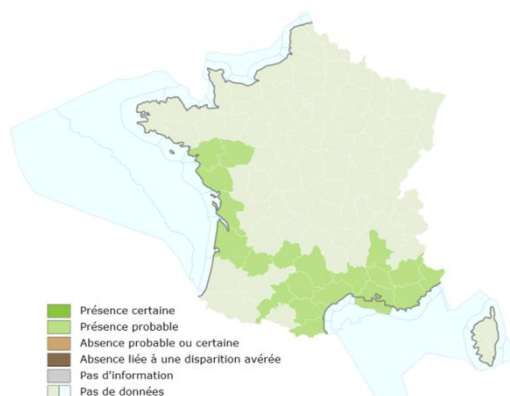 Présence certaine
Présence probable
Absence probable ou certaine
Absence liée à une disparition avérée
Pas d'information
Pas de données